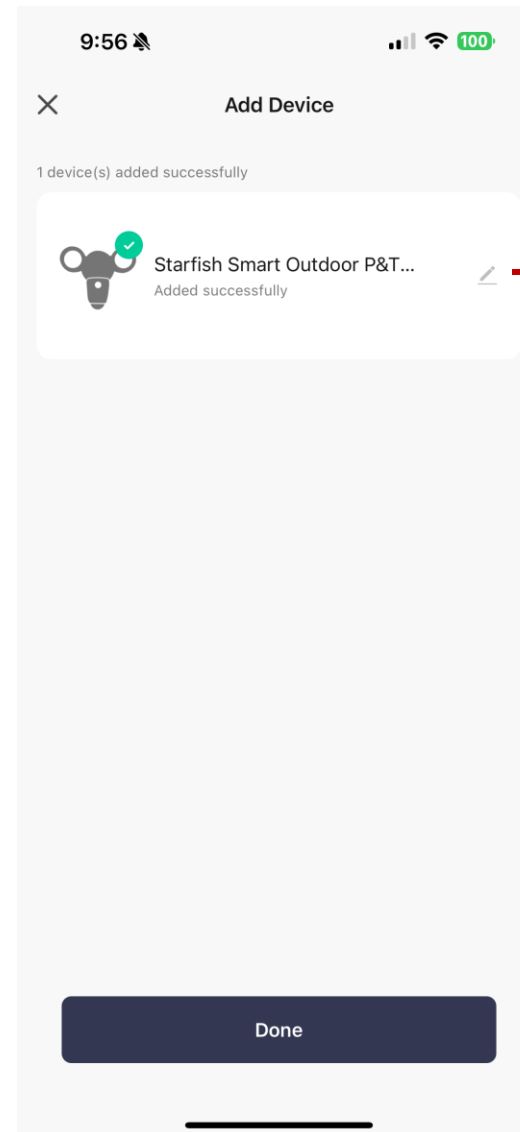 9:56
100
Add Device
1 device(s) added successfully
Starfish Smart Outdoor P&T...
Added successfully
Done